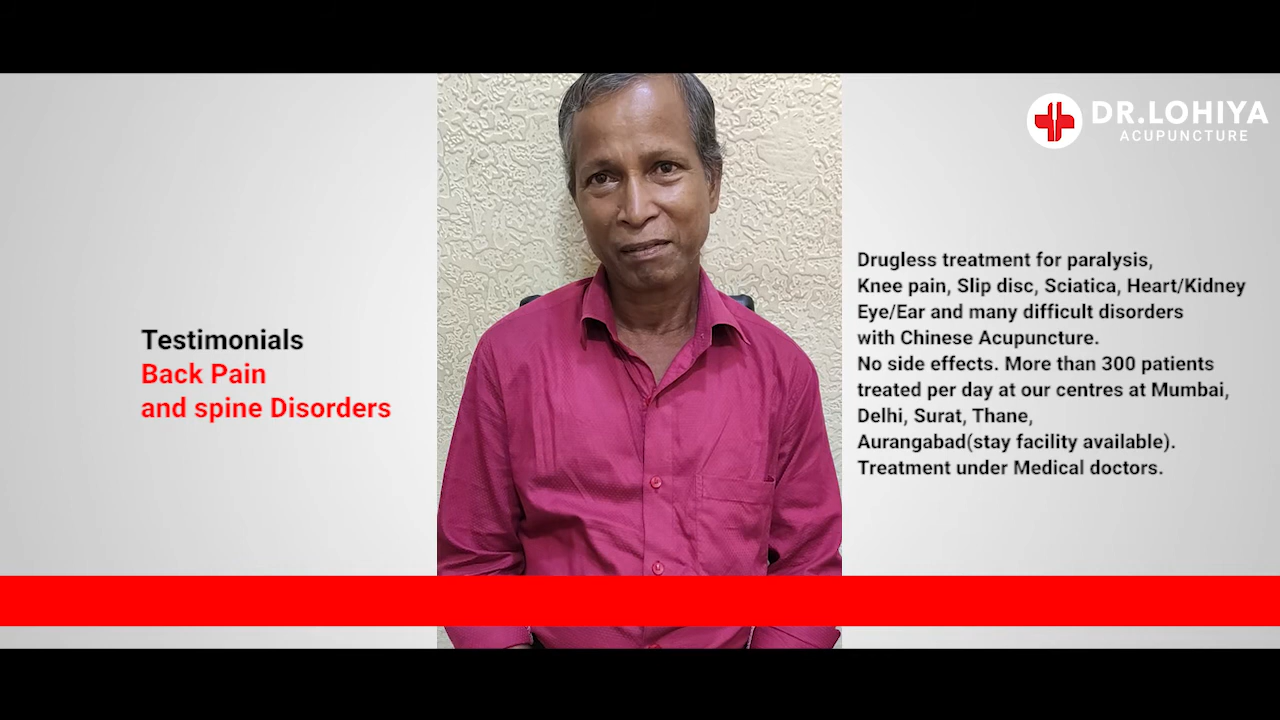 DR.LOHIYA
ACUPUNCTURE
Testimonials
Back Pain
and spine Disorders
Drugless treatment for paralysis,
Knee pain, Slip disc, Sciatica, Heart/Kidney
Eye/Ear and many difficult disorders
with Chinese Acupuncture.
No side effects. More than 300 patients
treated per day at our centres at Mumbai,
Delhi, Surat, Thane,
Aurangabad(stay facility available).
Treatment under Medical doctors.